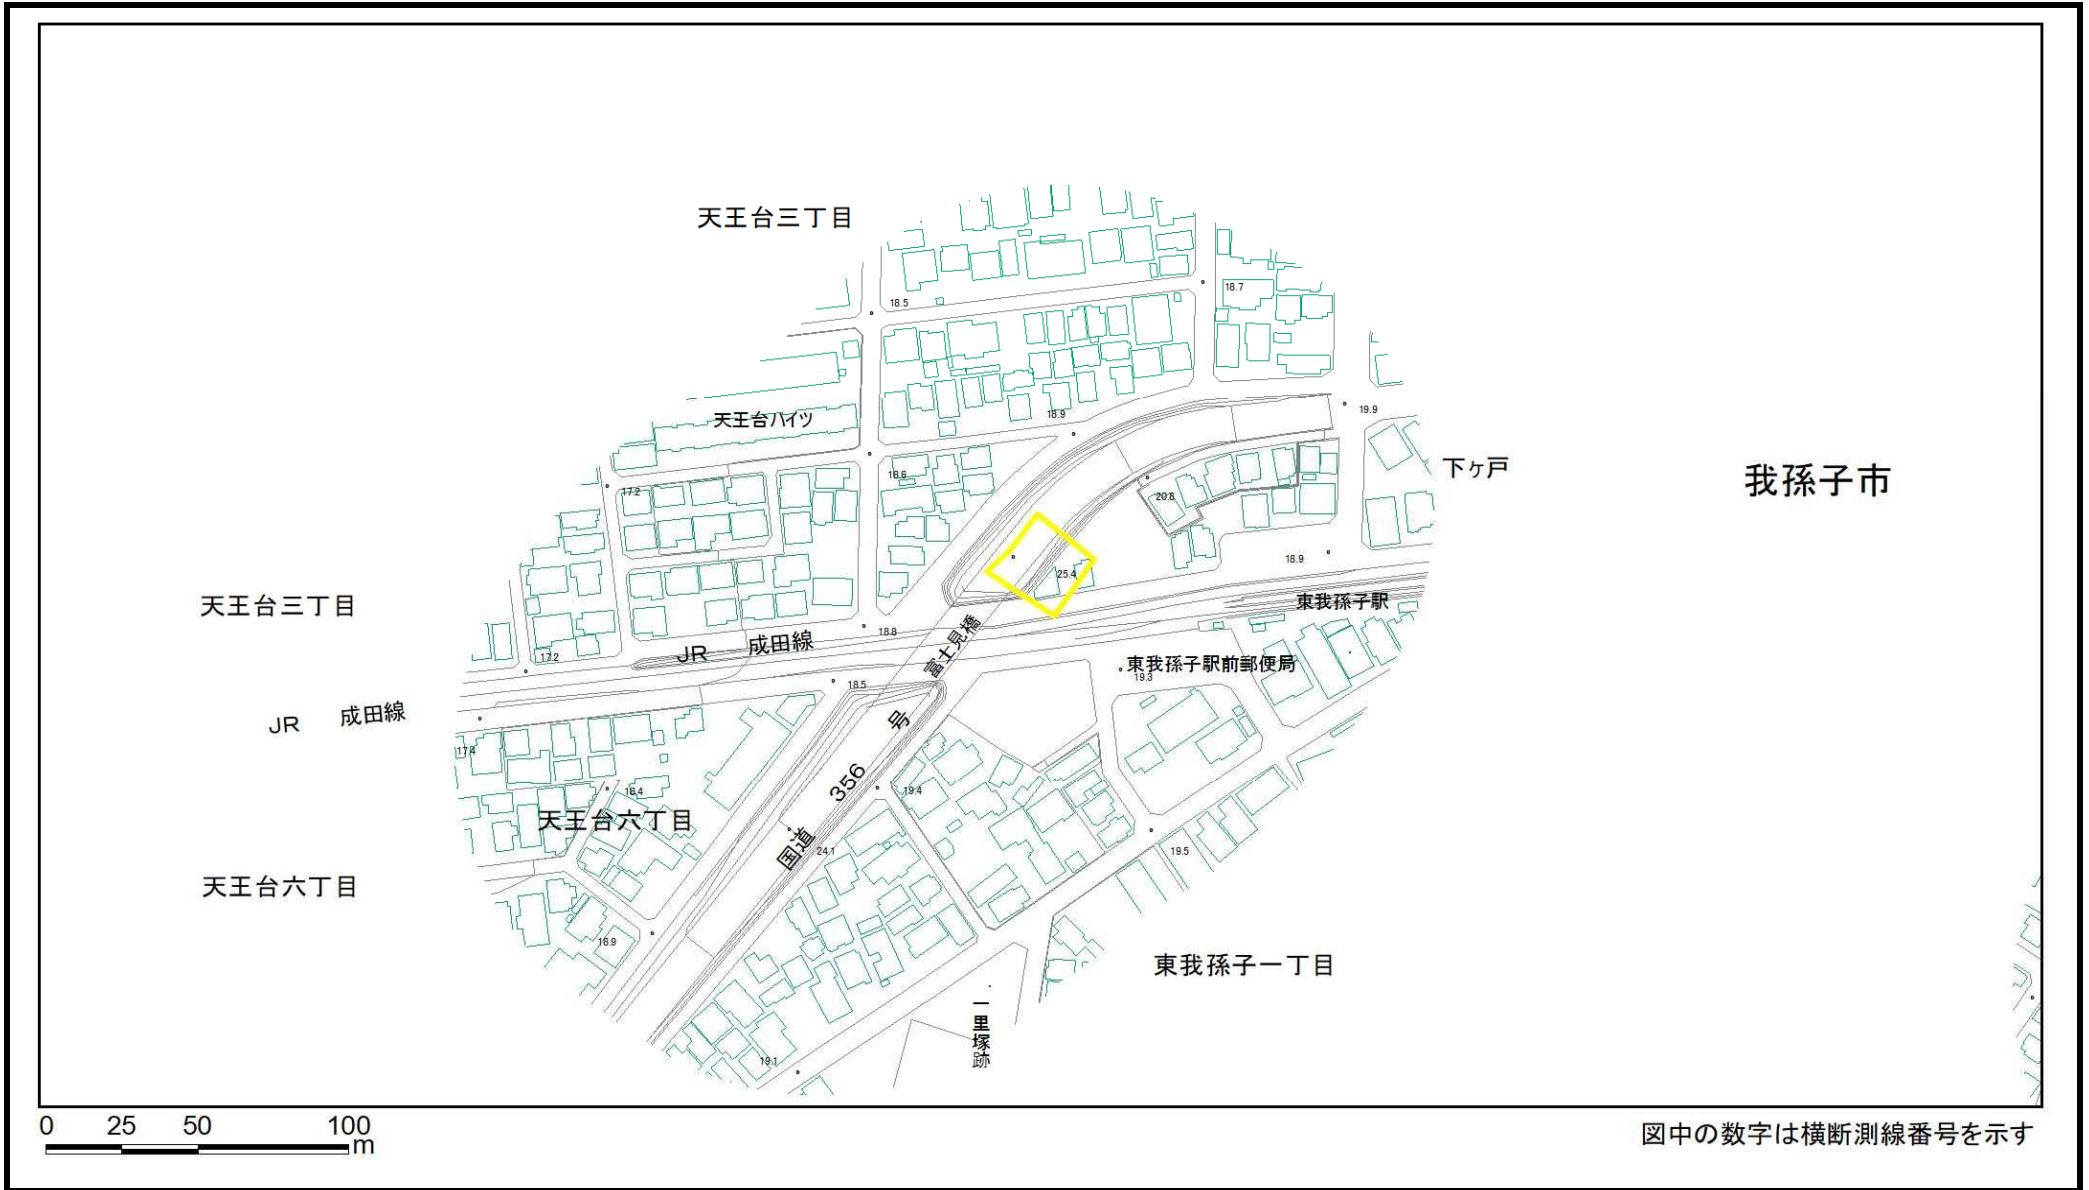 天王台三丁目
18.5
18.7
天王台ハイツ
18.9
19.9
下ヶ戸
我孫子市
18.6
17.2
20.8
25.4
18.9
天王台三丁目
東我孫子駅
18.8
JR 成田線
富士見橋
17.2
東我孫子駅前郵便局
19.3
18.5
JR 成田線
17.4
国道 356 号
18.4
19.4
天王台六丁目
24.1
19.5
天王台六丁目
18.9
東我孫子一丁目
一里塚跡
19.1
0 25 50 100
m
図中の数字は横断測線番号を示す